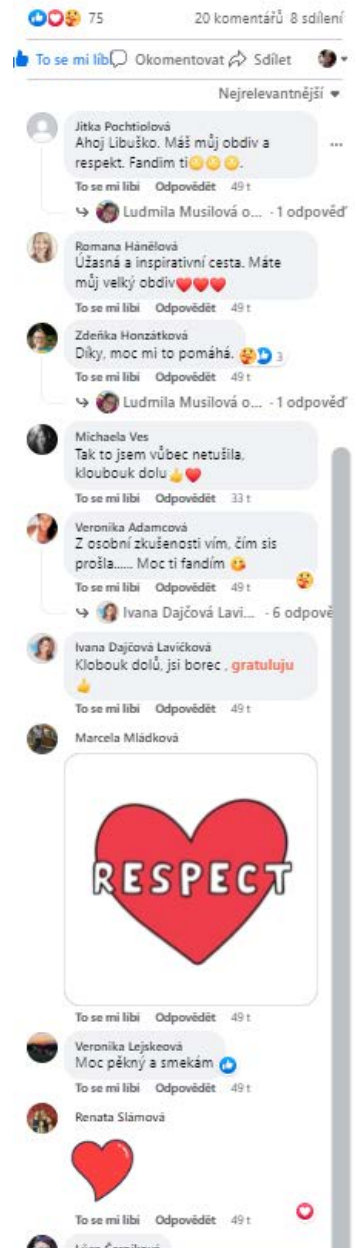 75 20 komentářů 8 sdílení
To se mi líb Okomentovat Sdílet
Nejrelevantnější
Jitka Pochtiolová
Ahoj Libuško. Máš můj obdiv a
respekt. Fandim ti
To se mi líbí Odpovědět 49 t
Ludmila Musilová o... · 1 odpověď
Romana Hánělová
Úžasná a inspirativní cesta. Máte
můj velký obdiv
To se mi líbí Odpovědět 49 t
Zdeňka Honzátková
Díky, moc mi to pomáhá.
3
To se mi líbí Odpovědět 49 t
Ludmila Musilová o... · 1 odpověď
Michaela Ves
Tak to jsem vůbec netušila,
kloubouk dolu
To se mi líbí Odpovědět 33 t
Veronika Adamcová
Z osobní zkušenosti vím, čím sis
prošla...... Moc ti fandím
To se mi líbí Odpovědět 49 t
Ivana Dajčová Lavi... · 6 odpově
Ivana Dajčová Lavičková
Klobouk dolů, jsi borec , gratuluju
To se mi líbí Odpovědět 49 t
Marcela Mládková
RESPECT
To se mi líbí Odpovědět 49 t
Veronika Lejskeová
Moc pěkný a smekám
To se mi líbí Odpovědět 49 t
Renata Slámová
To se mi líbí Odpovědět 49 t